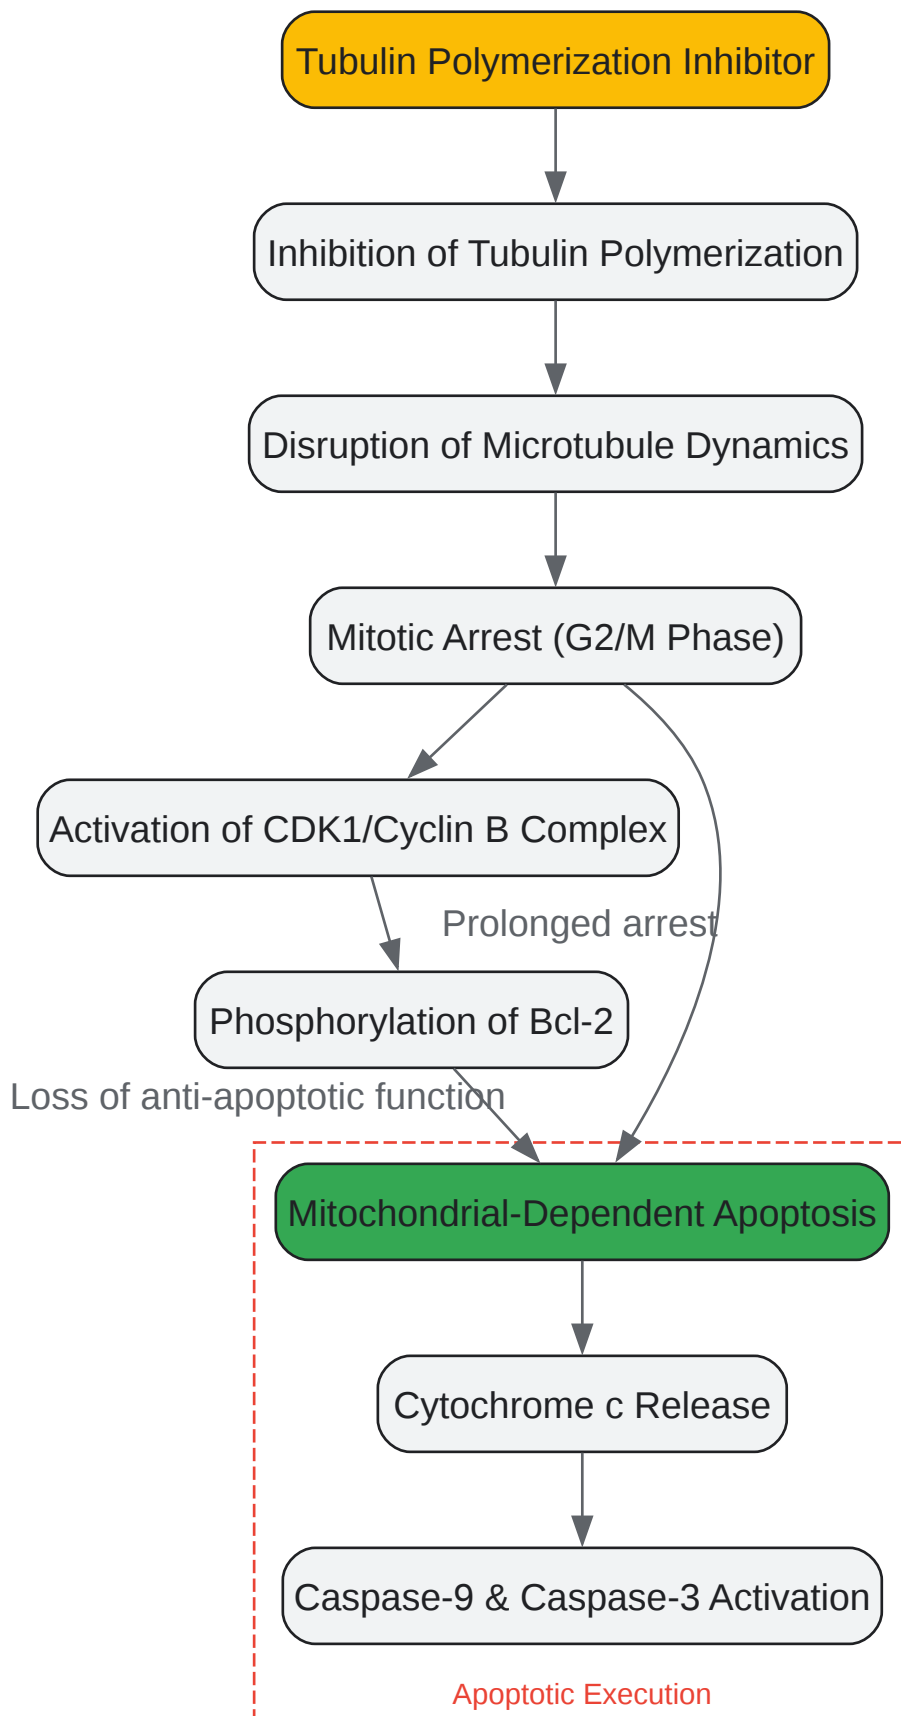 Tubulin Polymerization Inhibitor
Inhibition of Tubulin Polymerization
Disruption of Microtubule Dynamics
Mitotic Arrest (G2/M Phase)
Activation of CDK1/Cyclin B Complex
Prolonged arrest
Phosphorylation of Bcl-2
Loss of anti-apoptotic function
Mitochondrial-Dependent Apoptosis
Cytochrome c Release
Caspase-9 & Caspase-3 Activation
Apoptotic Execution